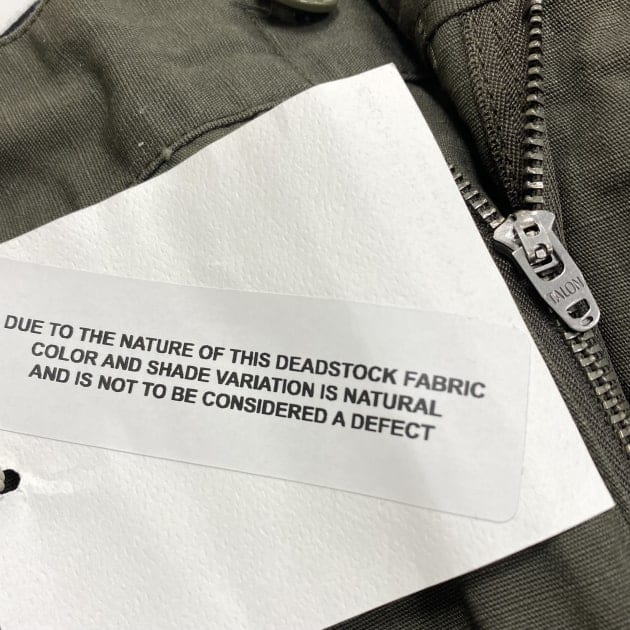 DUE TO THE NATURE OF THIS DEADSTOCK FABRIC
COLOR AND SHADE VARIATION IS NATURAL
AND IS NOT TO BE CONSIDERED A DEFECT
TALON